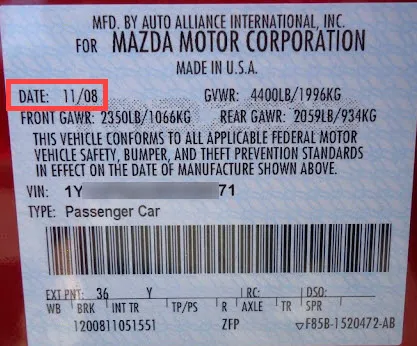 MFD. BY AUTO ALLIANCE INTERNATIONAL, INC.
FOR MAZDA MOTOR CORPORATION
MADE IN U.S.A.
DATE: 11/08 GVWR: 4400LB/1996KG
FRONT GAWR: 2350LB/1066KG REAR GAWR: 2059LB/934KG
THIS VEHICLE CONFORMS TO ALL APPLICABLE FEDERAL MOTOR
VEHICLE SAFETY, BUMPER, AND THEFT PREVENTION STANDARDS
IN EFFECT ON THE DATE OF MANUFACTURE SHOWN ABOVE.
VIN: 1Y 71
TYPE: Passenger Car
EXT PNT: 36 Y RC: DSO:
WB BRK INT TR TP/PS R AXLE TR SPR
1200811051551 ZFP ▽F85B-1520472-AB